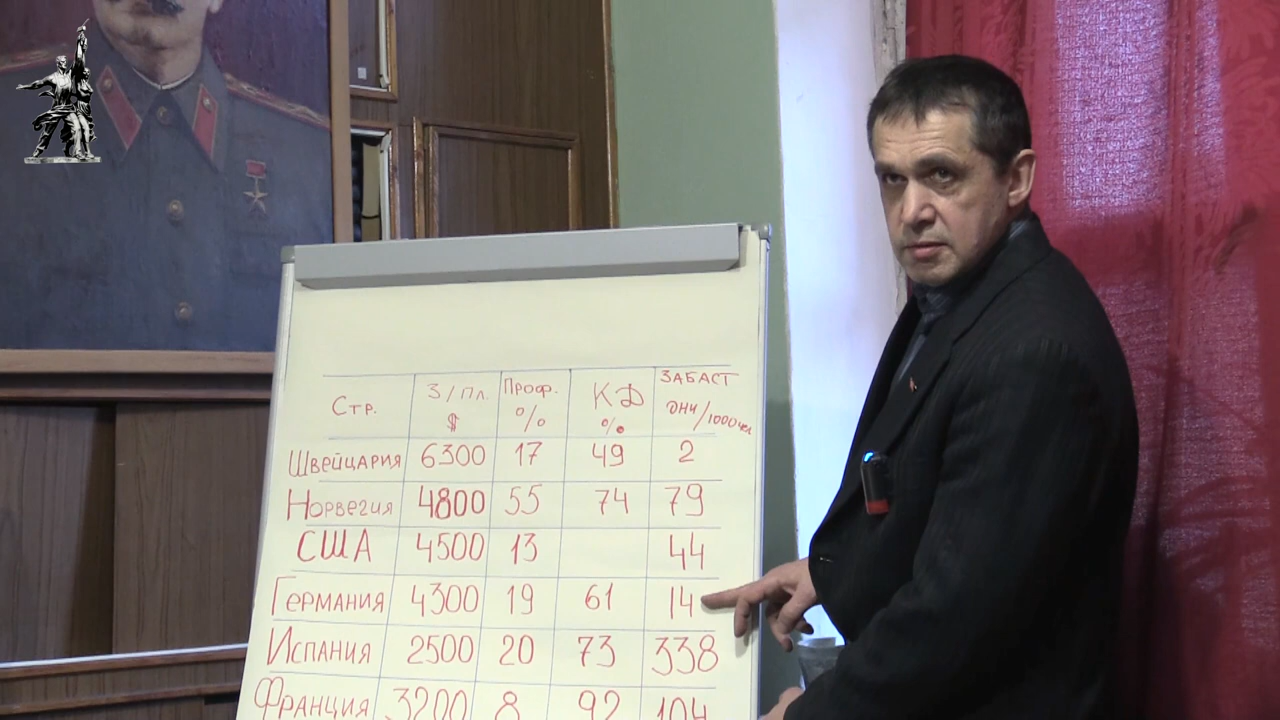 Стр. З/Пл. $ Проф. % КД % ЗАБАСТ дни/1000чел
Швейцария 6300 17 49 2
Норвегия 4800 55 74 79
США 4500 13 44
Германия 4300 19 61 14
Испания 2500 20 73 338
Франция 3200 8 92 104